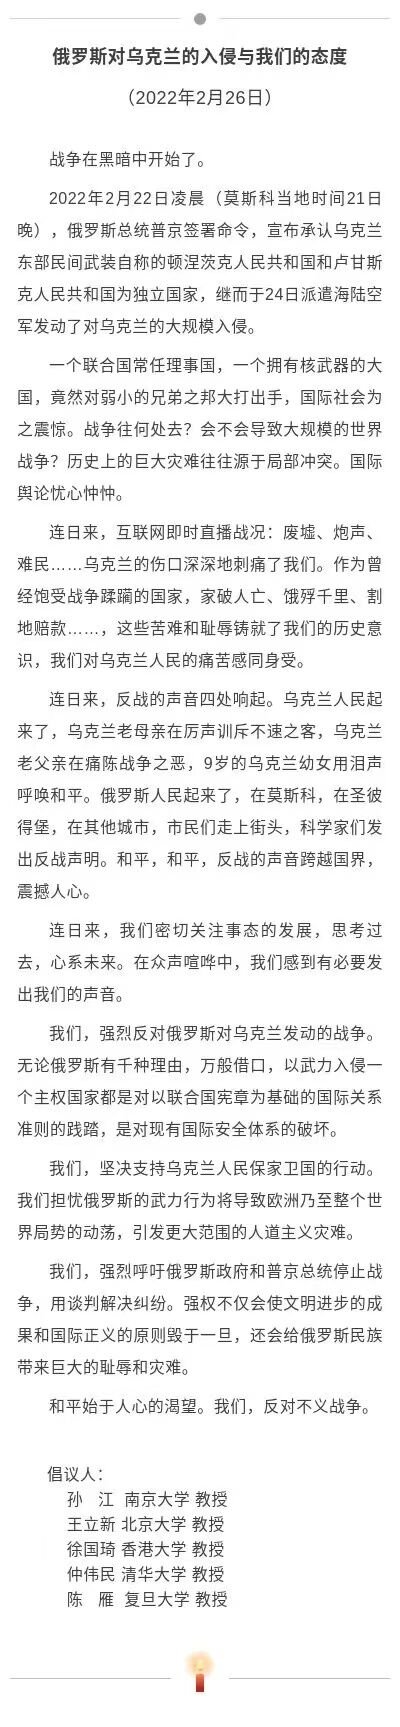 俄罗斯对乌克兰的入侵与我们的态度
（2022年2月26日）
战争在黑暗中开始了。
2022年2月22日凌晨（莫斯科当地时间21日
晚），俄罗斯总统普京签署命令，宣布承认乌克兰
东部民间武装自称的顿涅茨克人民共和国和卢甘斯
克人民共和国为独立国家，继而于24日派遣海陆空
军发动了对乌克兰的大规模入侵。
一个联合国常任理事国，一个拥有核武器的大
国，竟然对弱小的兄弟之邦大打出手，国际社会为
之震惊。战争往何处去？会不会导致大规模的世界
战争？历史上的巨大灾难往往源于局部冲突。国际
舆论忧心忡忡。
连日来，互联网即时直播战况：废墟、炮声、
难民……乌克兰的伤口深深地刺痛了我们。作为曾
经饱受战争蹂躏的国家，家破人亡、饿殍千里、割
地赔款……，这些苦难和耻辱铸就了我们的历史意
识，我们对乌克兰人民的痛苦感同身受。
连日来，反战的声音四处响起。乌克兰人民起
来了，乌克兰老母亲在厉声训斥不速之客，乌克兰
老父亲在痛陈战争之恶，9岁的乌克兰幼女用泪声
呼唤和平。俄罗斯人民起来了，在莫斯科，在圣彼
得堡，在其他城市，市民们走上街头，科学家们发
出反战声明。和平，和平，反战的声音跨越国界，
震撼人心。
连日来，我们密切关注事态的发展，思考过
去，心系未来。在众声喧哗中，我们感到有必要发
出我们的声音。
我们，强烈反对俄罗斯对乌克兰发动的战争。
无论俄罗斯有千种理由，万般借口，以武力入侵一
个主权国家都是对以联合国宪章为基础的国际关系
准则的践踏，是对现有国际安全体系的破坏。
我们，坚决支持乌克兰人民保家卫国的行动。
我们担忧俄罗斯的武力行为将导致欧洲乃至整个世
界局势的动荡，引发更大范围的人道主义灾难。
我们，强烈呼吁俄罗斯政府和普京总统停止战
争，用谈判解决纠纷。强权不仅会使文明进步的成
果和国际正义的原则毁于一旦，还会给俄罗斯民族
带来巨大的耻辱和灾难。
和平始于人心的渴望。我们，反对不义战争。
倡议人：
孙 江 南京大学 教授
王立新 北京大学 教授
徐国琦 香港大学 教授
仲伟民 清华大学 教授
陈 雁 复旦大学 教授